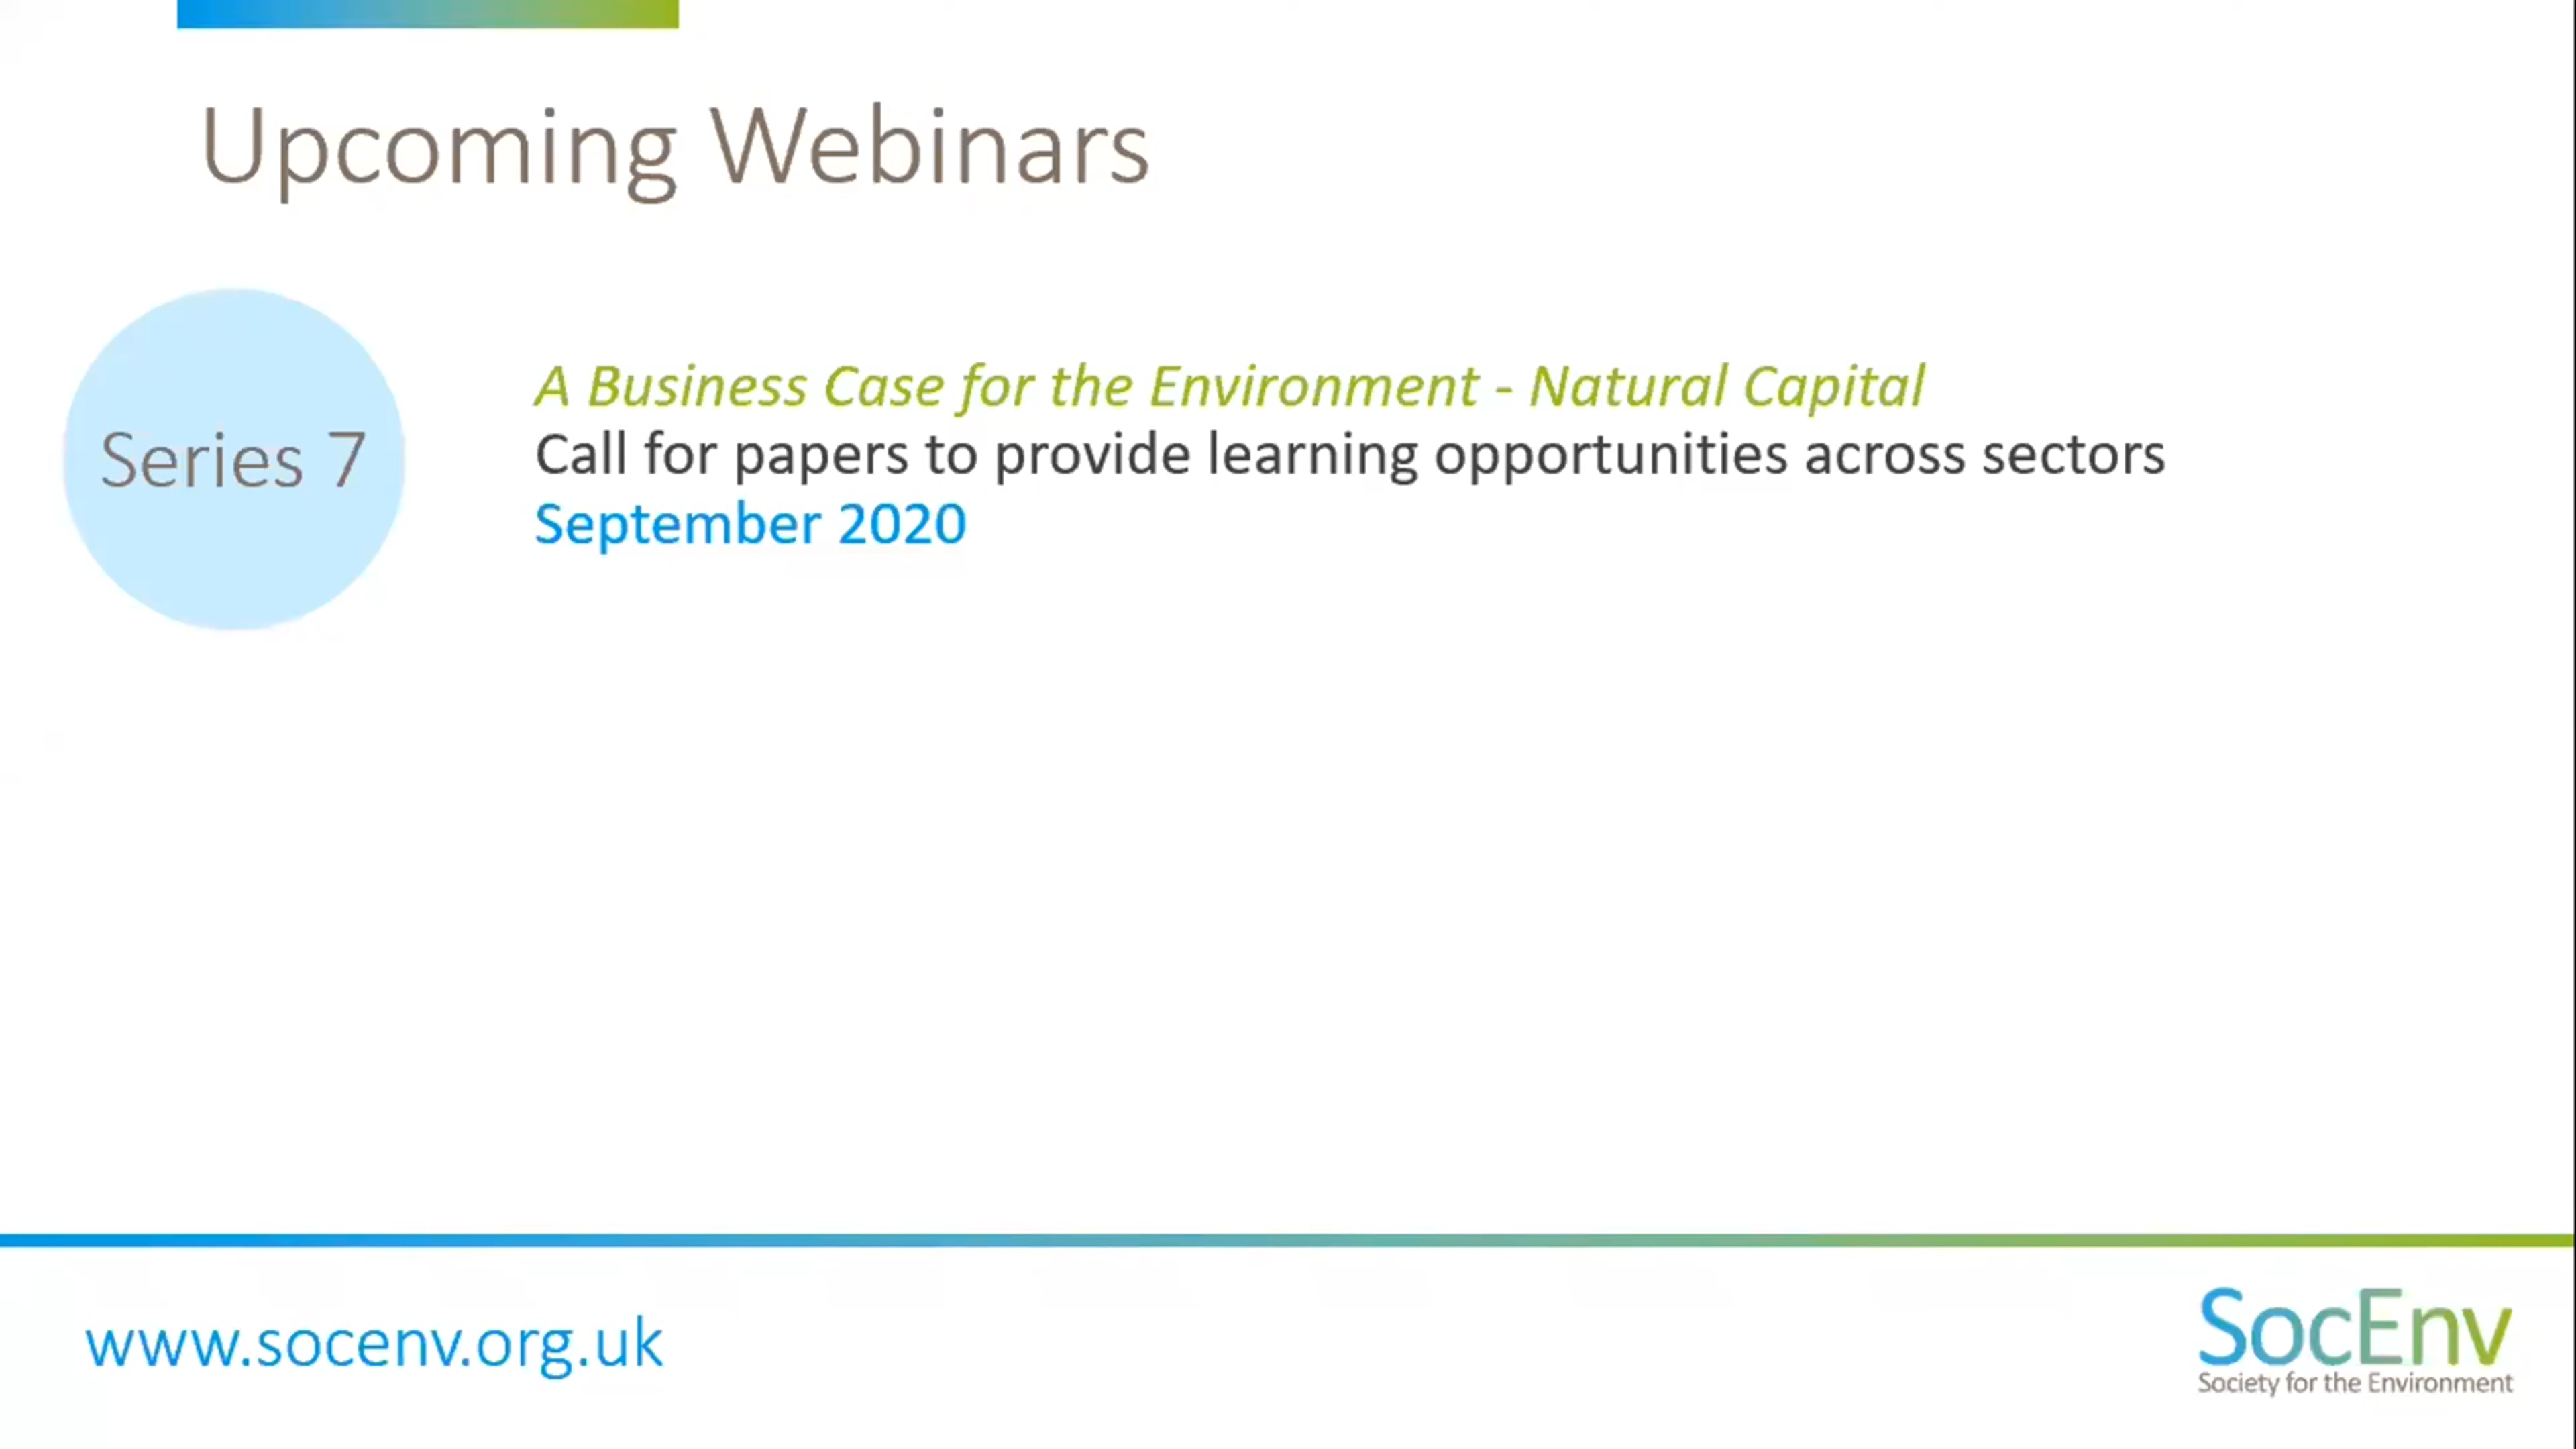 Upcoming Webinars
Series 7
A Business Case for the Environment - Natural Capital
Call for papers to provide learning opportunities across sectors
September 2020
www.socenv.org.uk
SocEnv
Society for the Environment